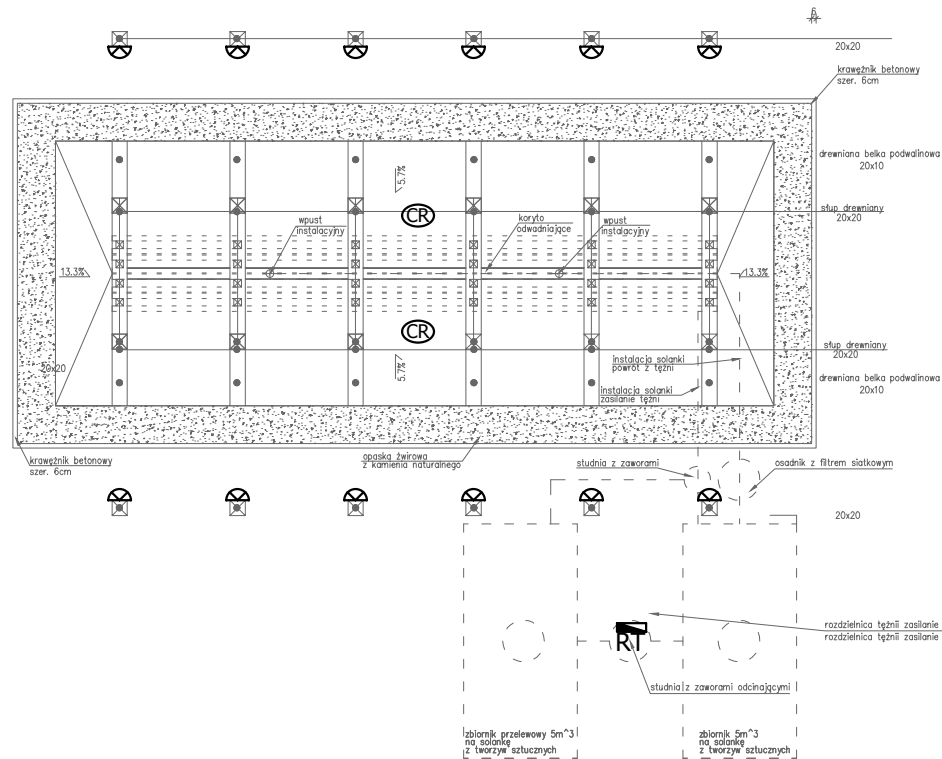 6
20x20
krawężnik betonowy
szer. 6cm
drewniana belka podwalinowa
20x10
5.7%
CR
słup drewniany
20x20
wpust
instalacyjny
koryto
odwadniające
wpust
instalacyjny
13.3%
13.3%
CR
słup drewniany
20x20
instalacja solanki
powrót z tężni
5.7%
20x20
drewniana belka podwalinowa
20x10
instalacja solanki
zasilanie tężni
krawężnik betonowy
szer. 6cm
opaska żwirowa
z kamienia naturalnego
studnia z zaworami
osadnik z filtrem siatkowym
20x20
rozdzielnica tężnii zasilanie
rozdzielnica tężnii zasilanie
RT
studnia z zaworami odcinającymi
zbiornik przelewowy 5m^3
na solankę
z tworzyw sztucznych
zbiornik 5m^3
na solankę
z tworzyw sztucznych